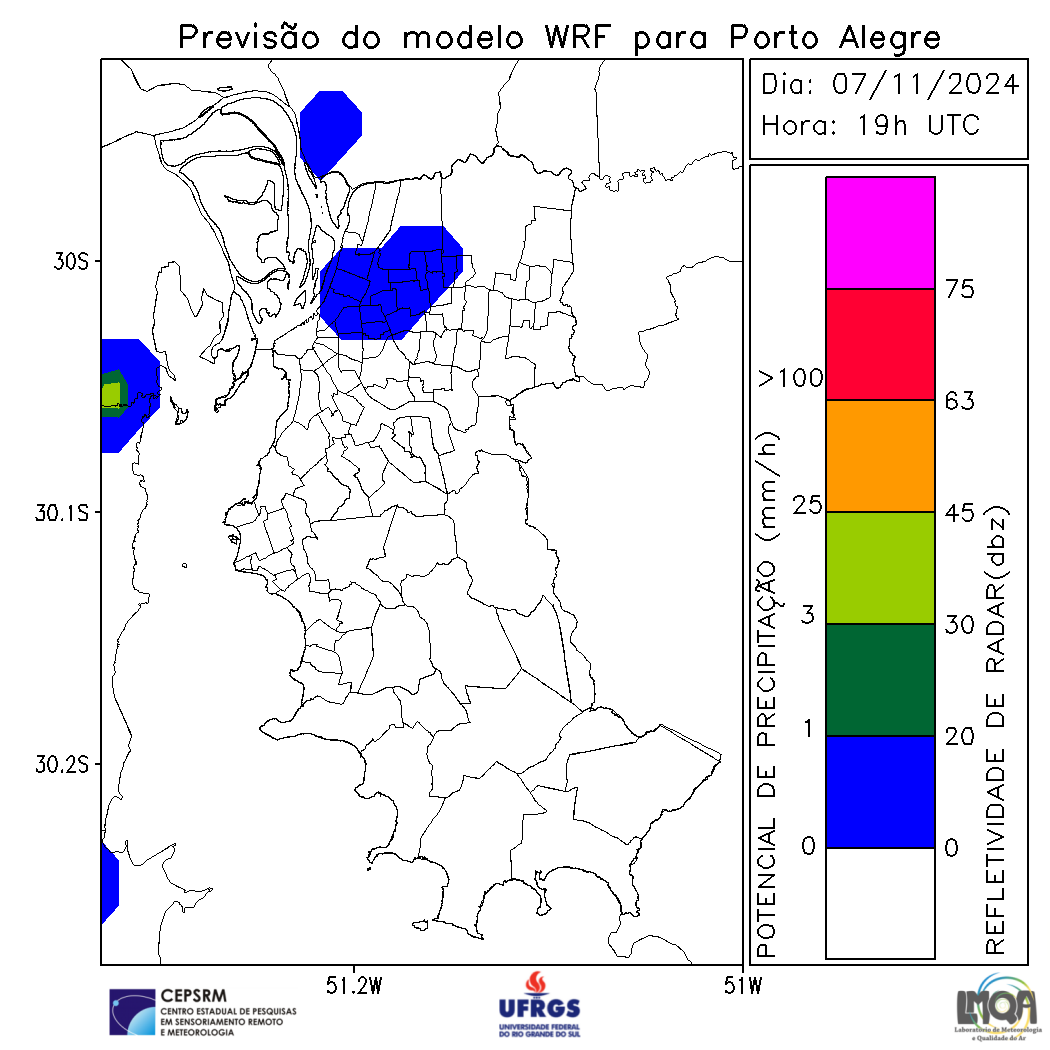 Previsão do modelo WRF para Porto Alegre
Dia: 07/11/2024
Hora: 19h UTC
30S
30.1S
30.2S
51.2W
51W
POTENCIAL DE PRECIPITAÇÃO (mm/h)
>100
25
3
1
0
75
63
45
30
20
0
REFLETIVIDADE DE RADAR(dbz)
CEPSRM
CENTRO ESTADUAL DE PESQUISAS
EM SENSORIAMENTO REMOTO
E METEOROLOGIA
UFRGS
UNIVERSIDADE FEDERAL
DO RIO GRANDE DO SUL
LMQA
Laboratório de Meteorologia
e Qualidade do Ar